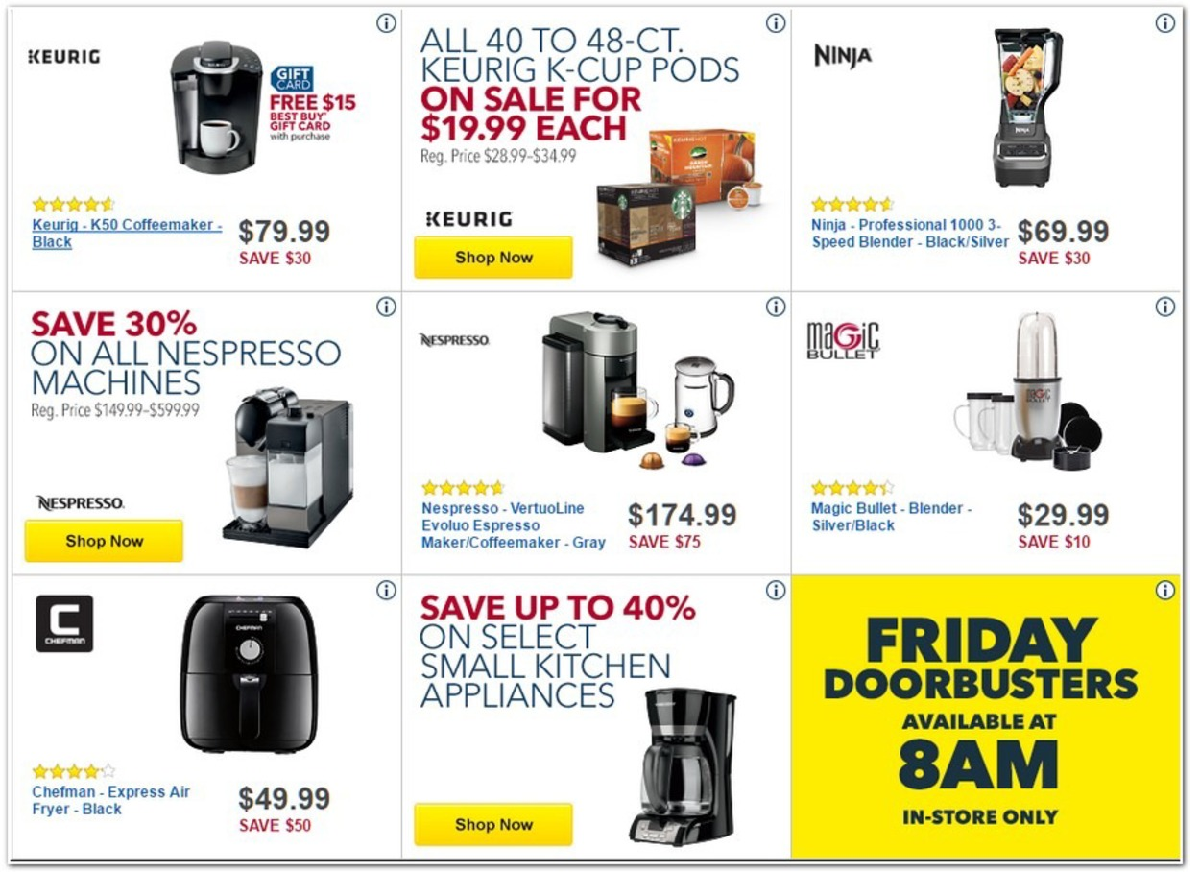 KEURIG
GIFT
CARD
FREE $15
BEST BUY
GIFT CARD
with purchase
Keurig - K50 Coffeemaker -
Black
$79.99
SAVE $30
ALL 40 TO 48-CT.
KEURIG K-CUP PODS
ON SALE FOR
$19.99 EACH
Reg. Price $28.99–$34.99
KEURIG
Shop Now
NINJA
NINJA
Ninja - Professional 1000 3-
Speed Blender - Black/Silver
$69.99
SAVE $30
SAVE 30%
ON ALL NESPRESSO
MACHINES
Reg. Price $149.99–$599.99
NESPRESSO.
Shop Now
NESPRESSO.
Nespresso - VertuoLine
Evoluo Espresso
Maker/Coffeemaker - Gray
$174.99
SAVE $75
MAGIC
BULLET
Magic Bullet - Blender -
Silver/Black
$29.99
SAVE $10
C
CHEFMAN
CHEFMAN
Chefman - Express Air
Fryer - Black
$49.99
SAVE $50
SAVE UP TO 40%
ON SELECT
SMALL KITCHEN
APPLIANCES
Shop Now
FRIDAY
DOORBUSTERS
AVAILABLE AT
8AM
IN-STORE ONLY